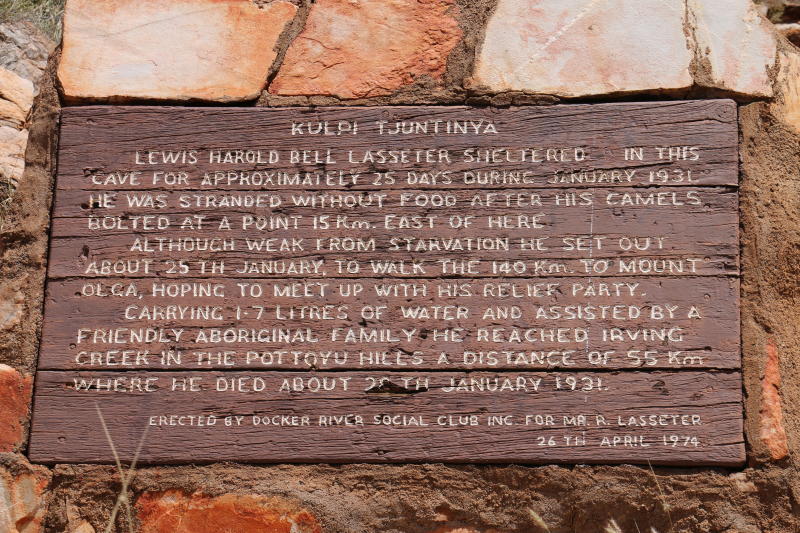 KULPI TJUNTINYA
LEWIS HAROLD BELL LASSETER SHELTERED IN THIS
CAVE FOR APPROXIMATELY 25 DAYS DURING JANUARY 1931
HE WAS STRANDED WITHOUT FOOD AFTER HIS CAMELS
BOLTED AT A POINT 15 Km. EAST OF HERE
ALTHOUGH WEAK FROM STARVATION HE SET OUT
ABOUT 25 TH JANUARY, TO WALK THE 140 Km. TO MOUNT
OLGA, HOPING TO MEET UP WITH HIS RELIEF PARTY.
CARRYING 1·7 LITRES OF WATER AND ASSISTED BY A
FRIENDLY ABORIGINAL FAMILY HE REACHED IRVING
CREEK IN THE POTTOYU HILLS A DISTANCE OF 55 Km
WHERE HE DIED ABOUT TH JANUARY 1931.
ERECTED BY DOCKER RIVER SOCIAL CLUB INC. FOR MR. R. LASSETER
26 TH APRIL 1974